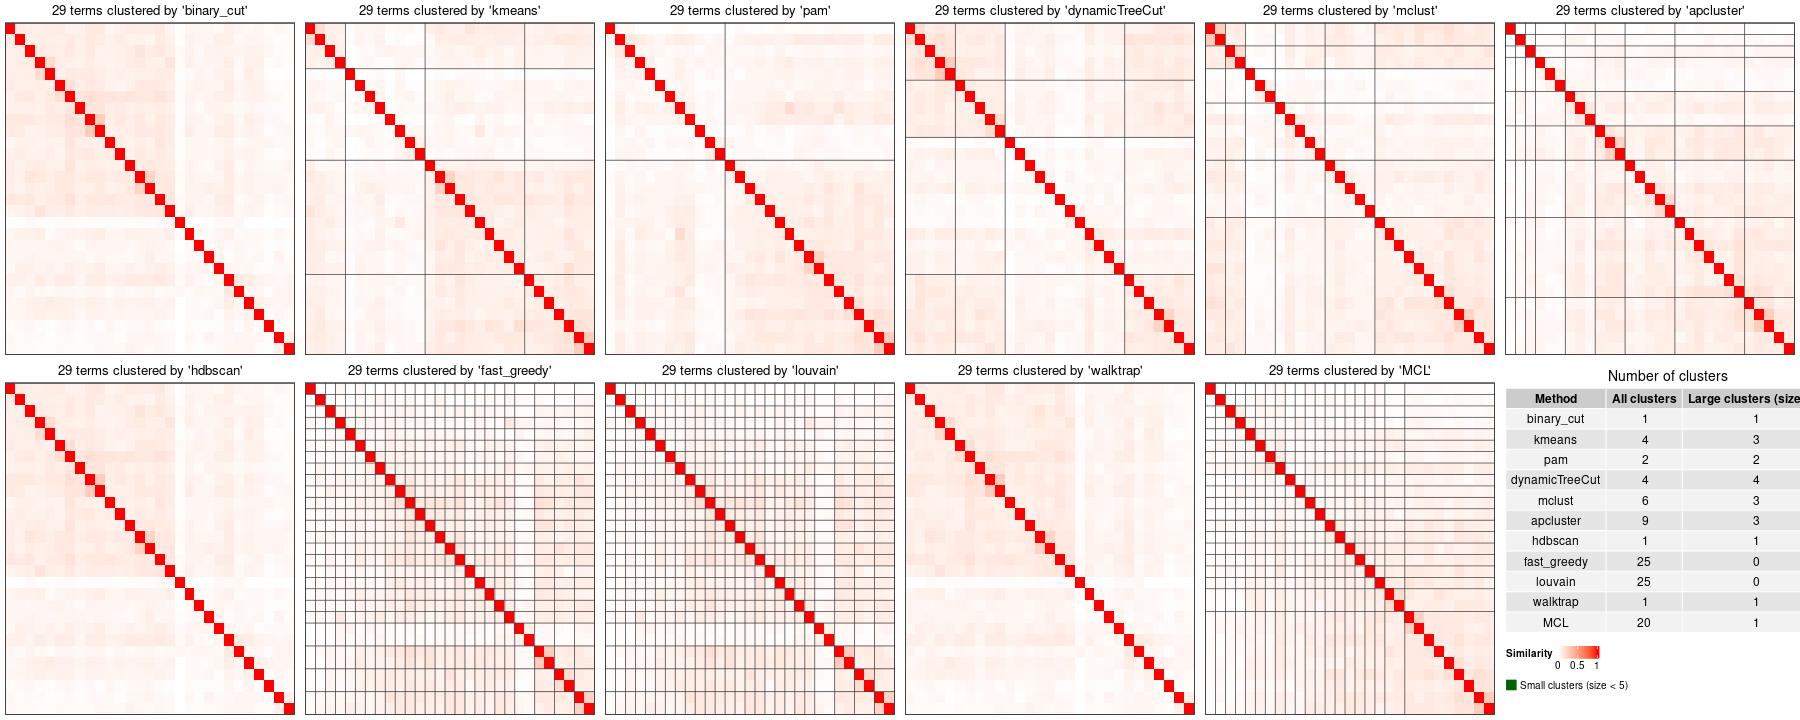 29 terms clustered by 'binary_cut'
29 terms clustered by 'kmeans'
29 terms clustered by 'pam'
29 terms clustered by 'dynamicTreeCut'
29 terms clustered by 'mclust'
29 terms clustered by 'apcluster'
29 terms clustered by 'hdbscan'
29 terms clustered by 'fast_greedy'
29 terms clustered by 'louvain'
29 terms clustered by 'walktrap'
29 terms clustered by 'MCL'
Number of clusters
Method All clusters Large clusters (size
binary_cut 1 1
kmeans 4 3
pam 2 2
dynamicTreeCut 4 4
mclust 6 3
apcluster 9 3
hdbscan 1 1
fast_greedy 25 0
louvain 25 0
walktrap 1 1
MCL 20 1
Similarity
0 0.5 1
Small clusters (size < 5)